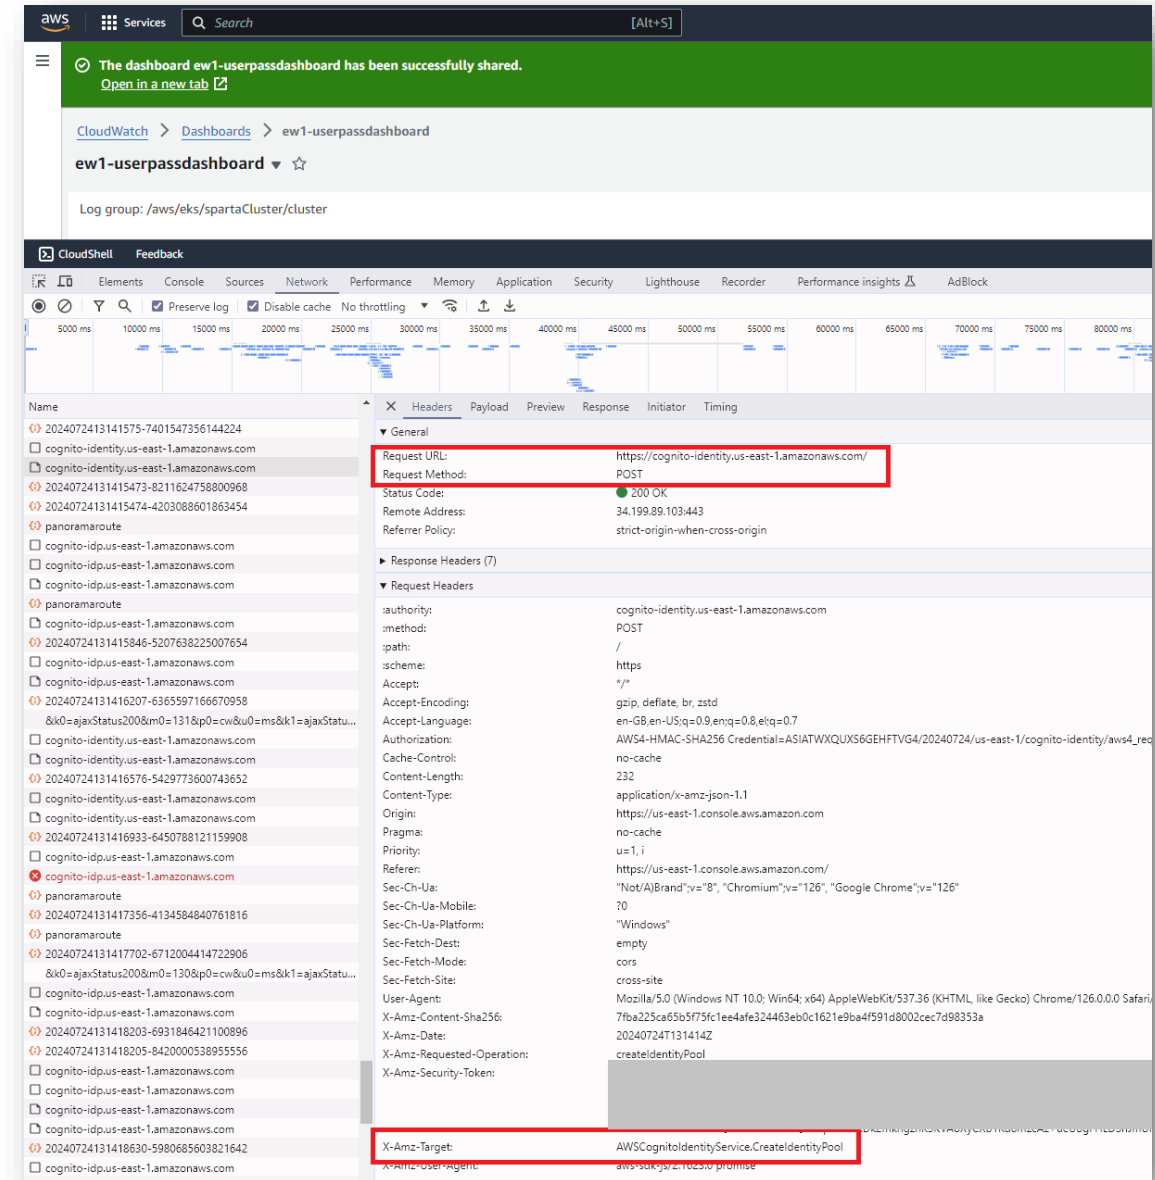 aws Services Search [Alt+S]
The dashboard ew1-userpassdashboard has been successfully shared.
Open in a new tab
CloudWatch > Dashboards > ew1-userpassdashboard
ew1-userpassdashboard
Log group: /aws/eks/spartaCluster/cluster
CloudShell Feedback
Elements Console Sources Network Performance Memory Application Security Lighthouse Recorder Performance insights AdBlock
Preserve log Disable cache No throttling
5000 ms 10000 ms 15000 ms 20000 ms 25000 ms 30000 ms 35000 ms 40000 ms 45000 ms 50000 ms 55000 ms 60000 ms 65000 ms 70000 ms 75000 ms 80000 ms
Name
20240724131141575-7401547356144224
cognito-identity.us-east-1.amazonaws.com
cognito-identity.us-east-1.amazonaws.com
20240724131415473-8211624758800968
20240724131415474-4203088601863454
panoramaroute
cognito-idp.us-east-1.amazonaws.com
cognito-idp.us-east-1.amazonaws.com
cognito-idp.us-east-1.amazonaws.com
panoramaroute
cognito-idp.us-east-1.amazonaws.com
20240724131415846-5207638225007654
cognito-idp.us-east-1.amazonaws.com
cognito-idp.us-east-1.amazonaws.com
20240724131416207-6365597166670958
&k0=ajaxStatus200&m0=131&p0=cw&u0=ms&k1=ajaxStatu...
cognito-identity.us-east-1.amazonaws.com
cognito-identity.us-east-1.amazonaws.com
20240724131416576-5429773600743652
cognito-identity.us-east-1.amazonaws.com
cognito-identity.us-east-1.amazonaws.com
20240724131416933-6450788121159908
cognito-idp.us-east-1.amazonaws.com
cognito-idp.us-east-1.amazonaws.com
panoramaroute
20240724131417356-4134584840761816
panoramaroute
20240724131417702-6712004414722906
&k0=ajaxStatus200&m0=130&p0=cw&u0=ms&k1=ajaxStatu...
cognito-idp.us-east-1.amazonaws.com
cognito-idp.us-east-1.amazonaws.com
20240724131418203-6931846421100896
20240724131418205-8420000538955556
cognito-idp.us-east-1.amazonaws.com
cognito-idp.us-east-1.amazonaws.com
cognito-idp.us-east-1.amazonaws.com
cognito-idp.us-east-1.amazonaws.com
20240724131418630-5980685603821642
cognito-idp.us-east-1.amazonaws.com
Headers Payload Preview Response Initiator Timing
General
Request URL: https://cognito-identity.us-east-1.amazonaws.com/
Request Method: POST
Status Code: 200 OK
Remote Address: 34.199.89.103:443
Referrer Policy: strict-origin-when-cross-origin
Response Headers (7)
Request Headers
:authority: cognito-identity.us-east-1.amazonaws.com
:method: POST
:path: /
:scheme: https
Accept: */*
Accept-Encoding: gzip, deflate, br, zstd
Accept-Language: en-GB,en-US;q=0.9,en;q=0.8,el;q=0.7
Authorization: AWS4-HMAC-SHA256 Credential=ASIATWXQUXS6GEHFTVG4/20240724/us-east-1/cognito-identity/aws4_req
Cache-Control: no-cache
Content-Length: 232
Content-Type: application/x-amz-json-1.1
Origin: https://us-east-1.console.aws.amazon.com
Pragma: no-cache
Priority: u=1, i
Referer: https://us-east-1.console.aws.amazon.com/
Sec-Ch-Ua: "Not/A)Brand";v="8", "Chromium";v="126", "Google Chrome";v="126"
Sec-Ch-Ua-Mobile: ?0
Sec-Ch-Ua-Platform: "Windows"
Sec-Fetch-Dest: empty
Sec-Fetch-Mode: cors
Sec-Fetch-Site: cross-site
User-Agent: Mozilla/5.0 (Windows NT 10.0; Win64; x64) AppleWebKit/537.36 (KHTML, like Gecko) Chrome/126.0.0.0 Safari/
X-Amz-Content-Sha256: 7fba225ca65b5f75fc1ee4afe324463eb0c1621e9ba4f591d8002cec7d98353a
X-Amz-Date: 20240724T131414Z
X-Amz-Requested-Operation: createIdentityPool
X-Amz-Security-Token:
X-Amz-Target: AWSCognitoIdentityService.CreateIdentityPool
X-Amz-User-Agent: aws-sdk-js/2.1623.0 promise